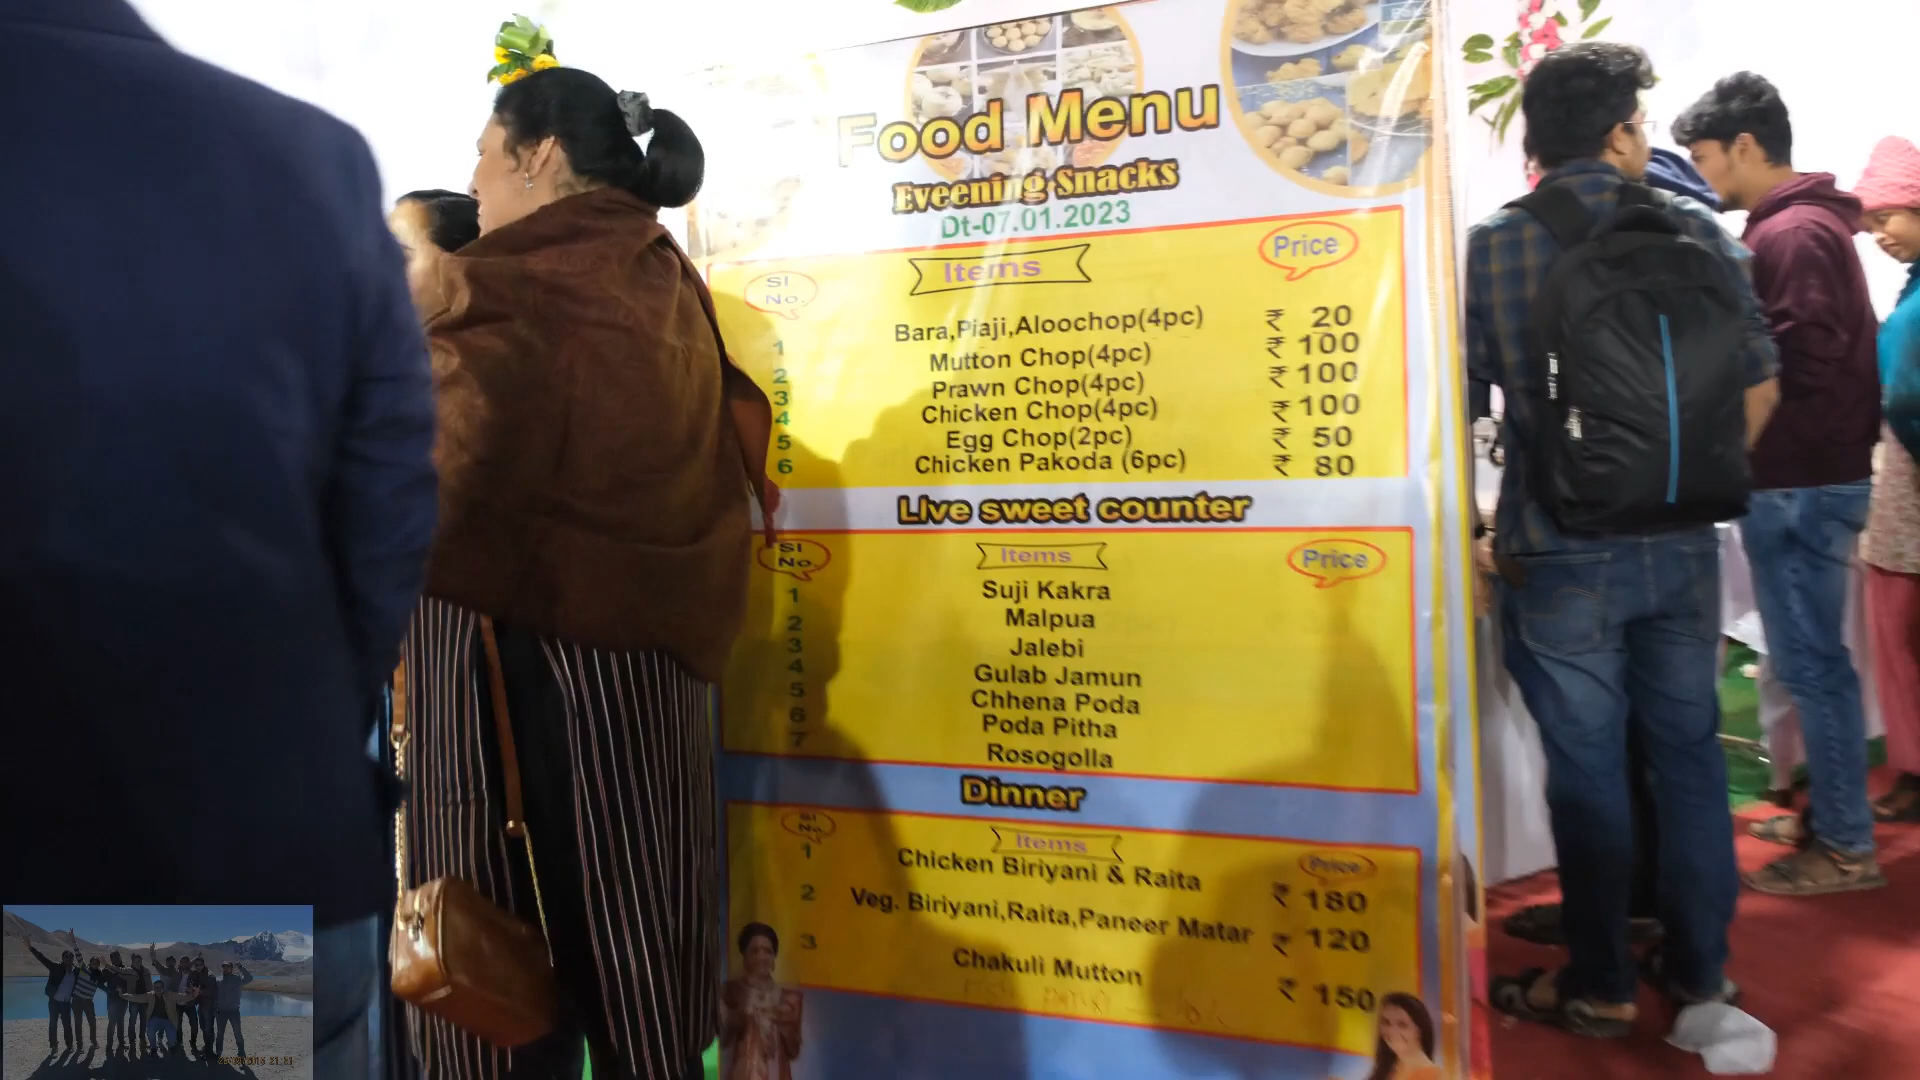 Food Menu
Eveening Snacks
Dt-07.01.2023
Sl No. Items Price
1 Bara,Piaji,Aloochop(4pc) ₹ 20
2 Mutton Chop(4pc) ₹ 100
3 Prawn Chop(4pc) ₹ 100
4 Chicken Chop(4pc) ₹ 100
5 Egg Chop(2pc) ₹ 50
6 Chicken Pakoda (6pc) ₹ 80
LIve sweet counter
Sl No. Items Price
1 Suji Kakra
2 Malpua
3 Jalebi
4 Gulab Jamun
5 Chhena Poda
6 Poda Pitha
7 Rosogolla
Dinner
Sl No. Items Price
1 Chicken Biriyani & Raita ₹ 180
2 Veg. Biriyani,Raita,Paneer Matar ₹ 120
3 Chakuli Mutton ₹ 150